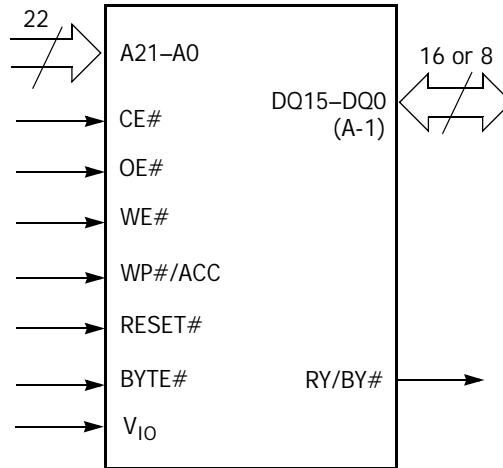 22
A21–A0
16 or 8
DQ15–DQ0
(A-1)
CE#
OE#
WE#
WP#/ACC
RESET#
BYTE#
RY/BY#
VIO